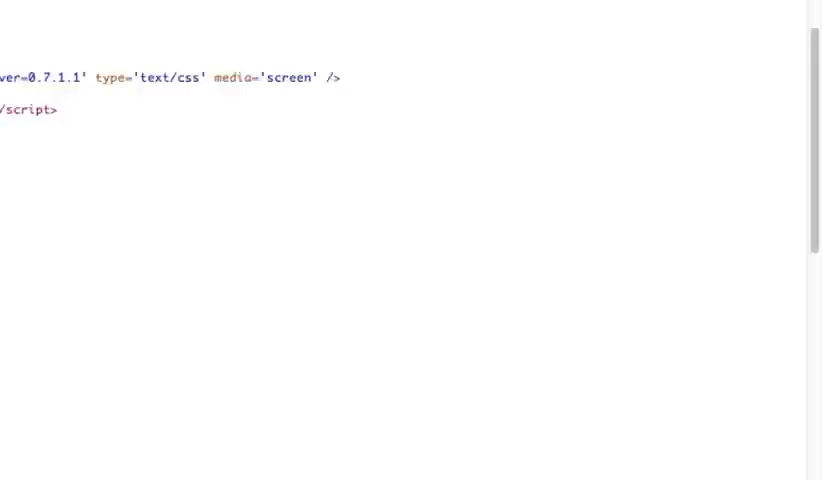 ver=0.7.1.1' type='text/css' media='screen' />
/script>